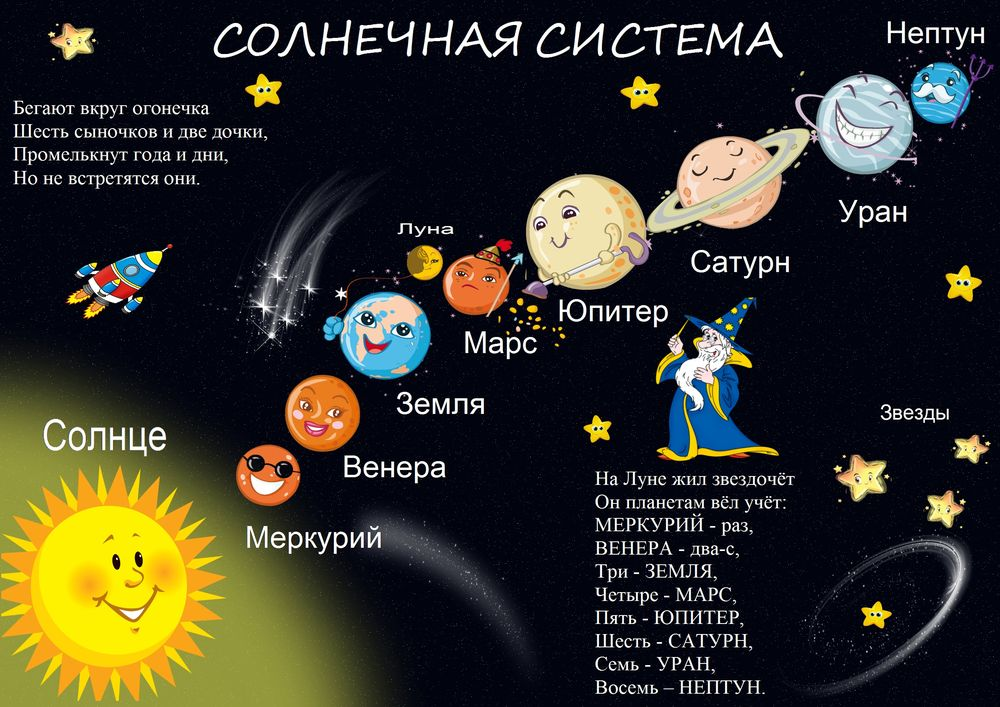 СОЛНЕЧНАЯ СИСТЕМА
Нептун
Бегают вкруг огонечка
Шесть сыночков и две дочки,
Промелькнут года и дни,
Но не встретятся они.
Уран
Луна
Сатурн
Юпитер
Марс
Земля
Звезды
Солнце
Венера
Меркурий
На Луне жил звездочёт
Он планетам вёл учёт:
МЕРКУРИЙ - раз,
ВЕНЕРА - два-с,
Три - ЗЕМЛЯ,
Четыре - МАРС,
Пять - ЮПИТЕР,
Шесть - САТУРН,
Семь - УРАН,
Восемь – НЕПТУН.